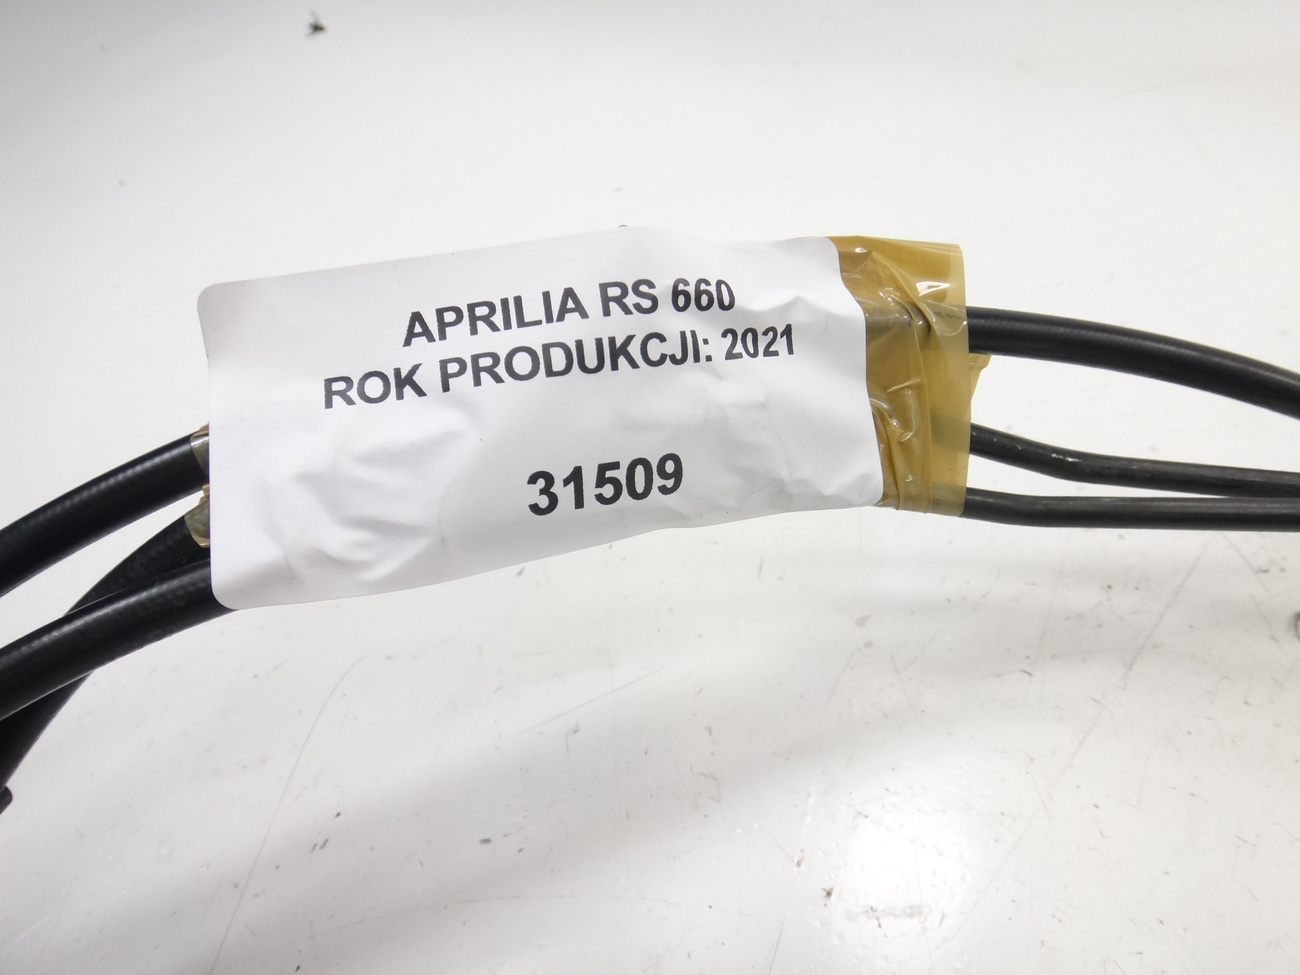 APRILIA RS 660
ROK PRODUKCJI: 2021
31509